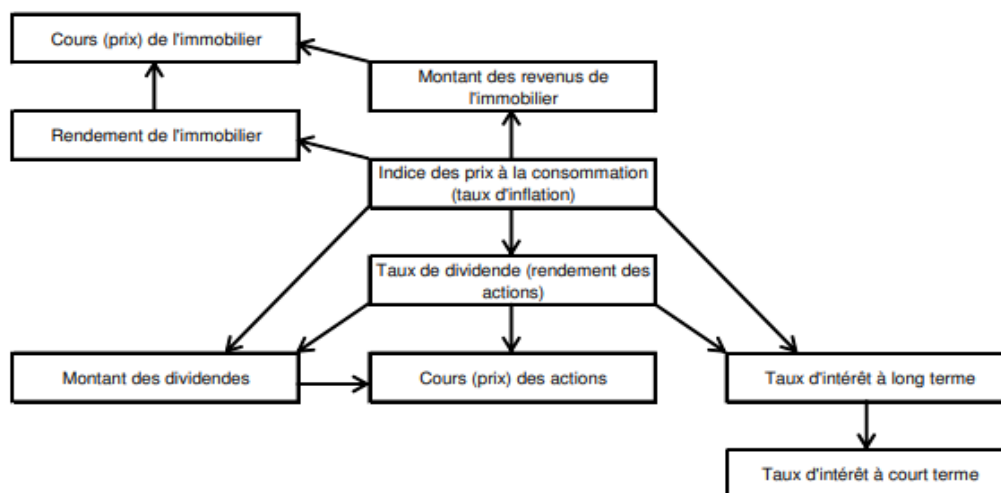 Cours (prix) de l'immobilier
Montant des revenus de
l'immobilier
Rendement de l'immobilier
Indice des prix à la consommation
(taux d'inflation)
Taux de dividende (rendement des
actions)
Montant des dividendes
Cours (prix) des actions
Taux d'intérêt à long terme
Taux d'intérêt à court terme